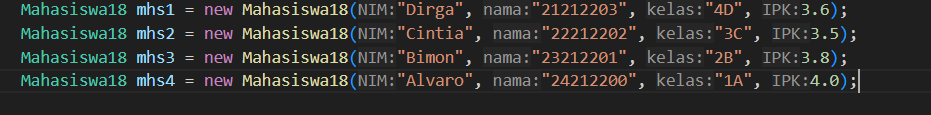 Mahasiswa18 mhs1 = new Mahasiswa18(NIM:"Dirga", nama:"21212203", kelas:"4D", IPK:3.6);
Mahasiswa18 mhs2 = new Mahasiswa18(NIM:"Cintia", nama:"22212202", kelas:"3C", IPK:3.5);
Mahasiswa18 mhs3 = new Mahasiswa18(NIM:"Bimon", nama:"23212201", kelas:"2B", IPK:3.8);
Mahasiswa18 mhs4 = new Mahasiswa18(NIM:"Alvaro", nama:"24212200", kelas:"1A", IPK:4.0);